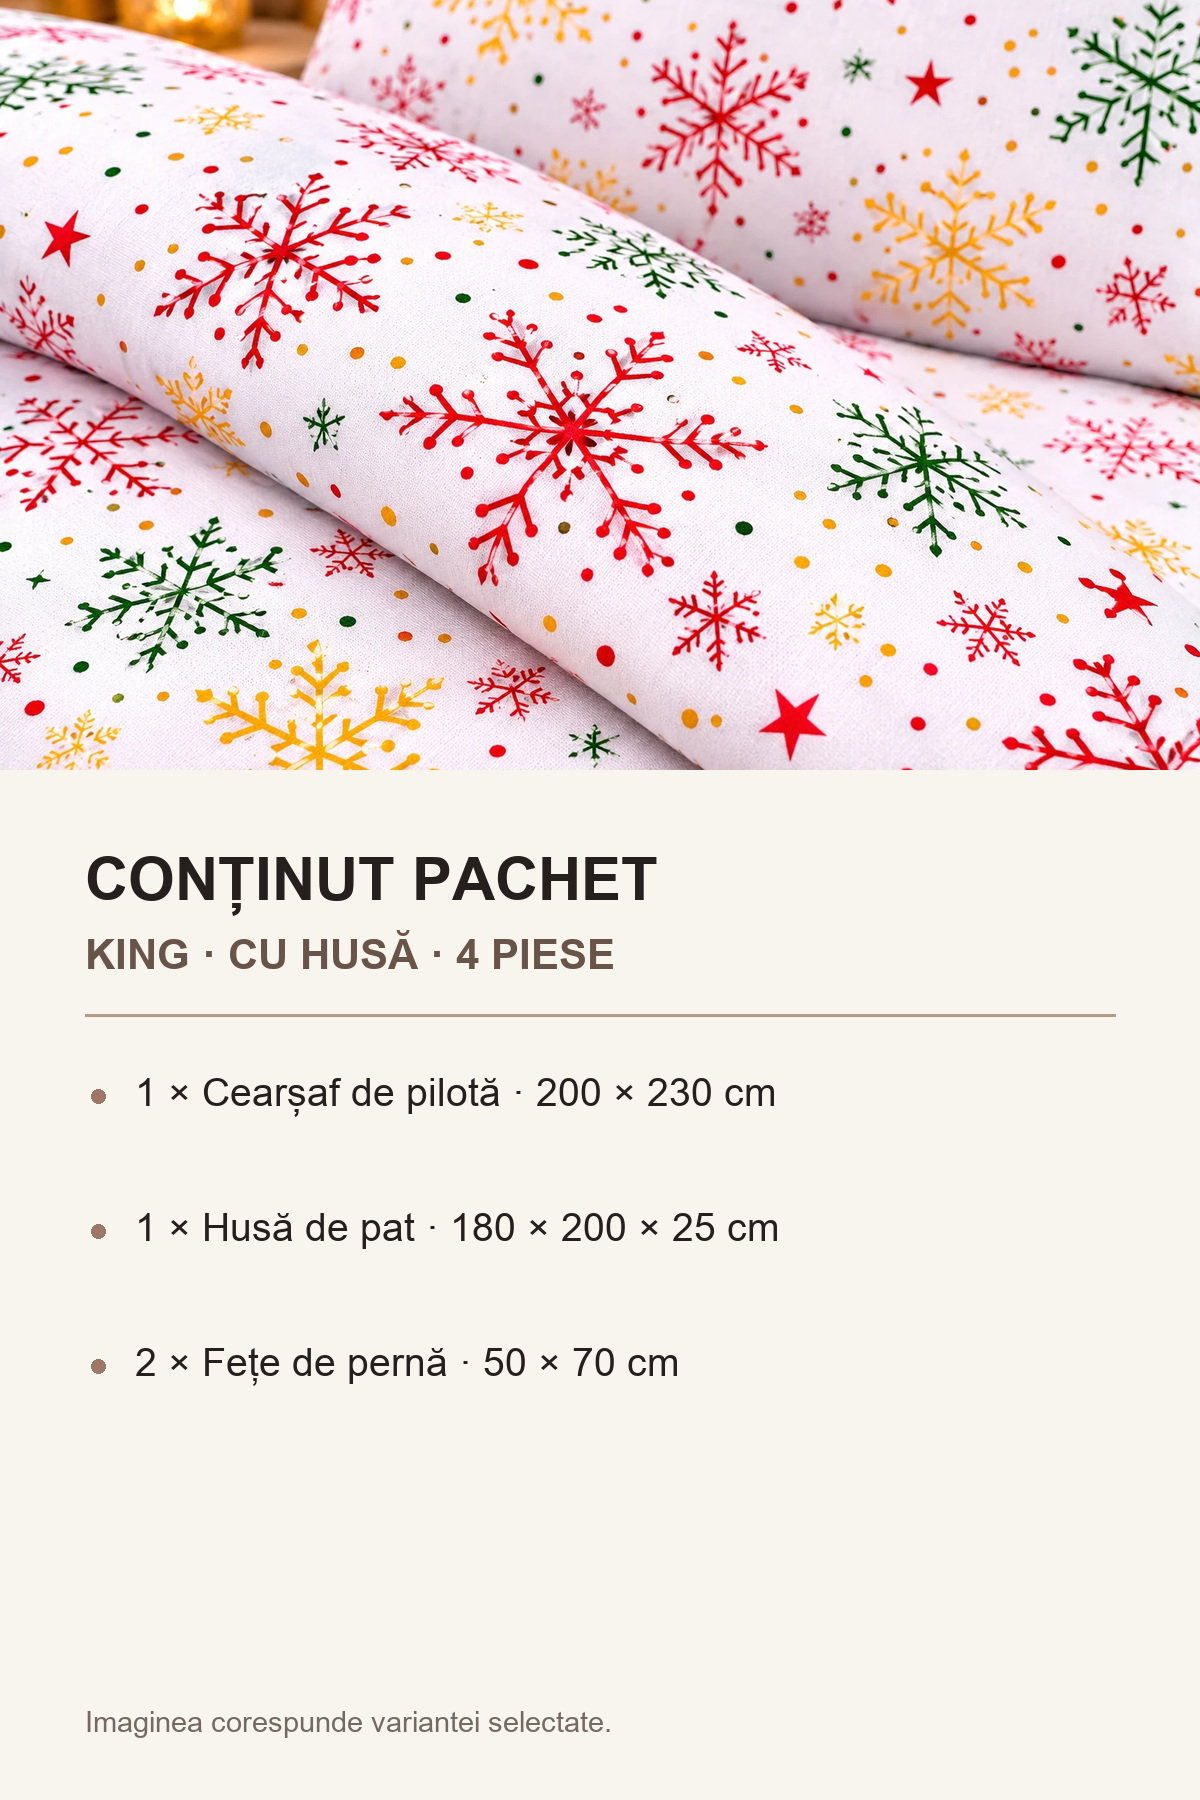 CONȚINUT PACHET
KING · CU HUSĂ · 4 PIESE
1 × Cearșaf de pilotă · 200 × 230 cm
1 × Husă de pat · 180 × 200 × 25 cm
2 × Fețe de pernă · 50 × 70 cm
Imaginea corespunde variantei selectate.